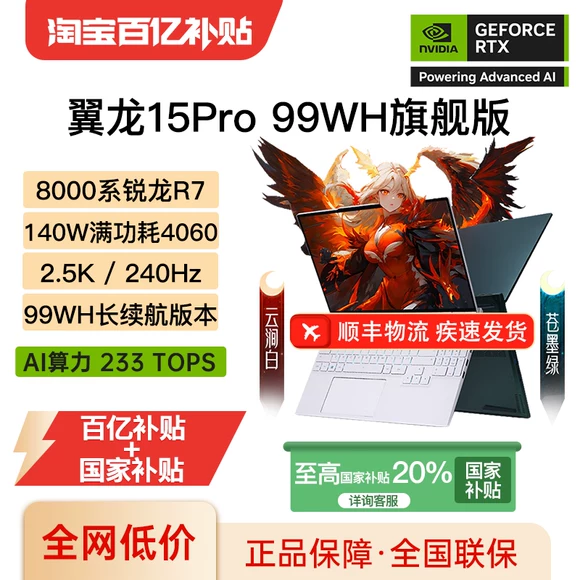 淘宝百亿补贴
NVIDIA
GEFORCE
RTX
Powering Advanced AI
翼龙15Pro 99WH旗舰版
8000系锐龙R7
140W满功耗4060
2.5K / 240Hz
99WH长续航版本
AI算力 233 TOPS
云涧白
苍墨绿
顺丰物流 疾速发货
百亿补贴
+
国家补贴
至高国家补贴20%
详询客服
国家
补贴
全网低价
正品保障·全国联保